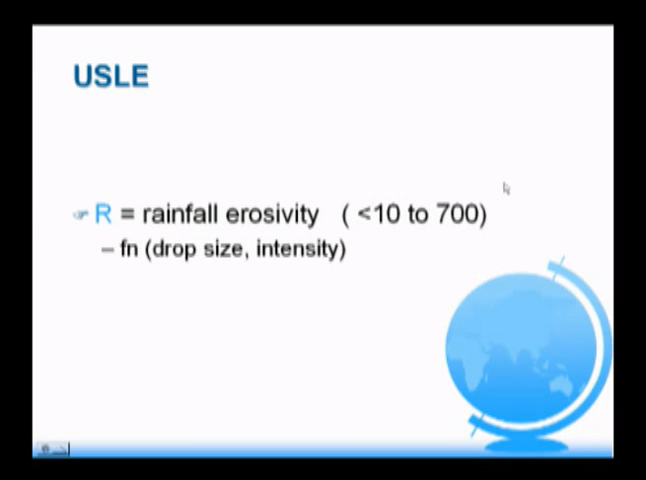 USLE
R = rainfall erosivity ( <10 to 700)
– fn (drop size, intensity)